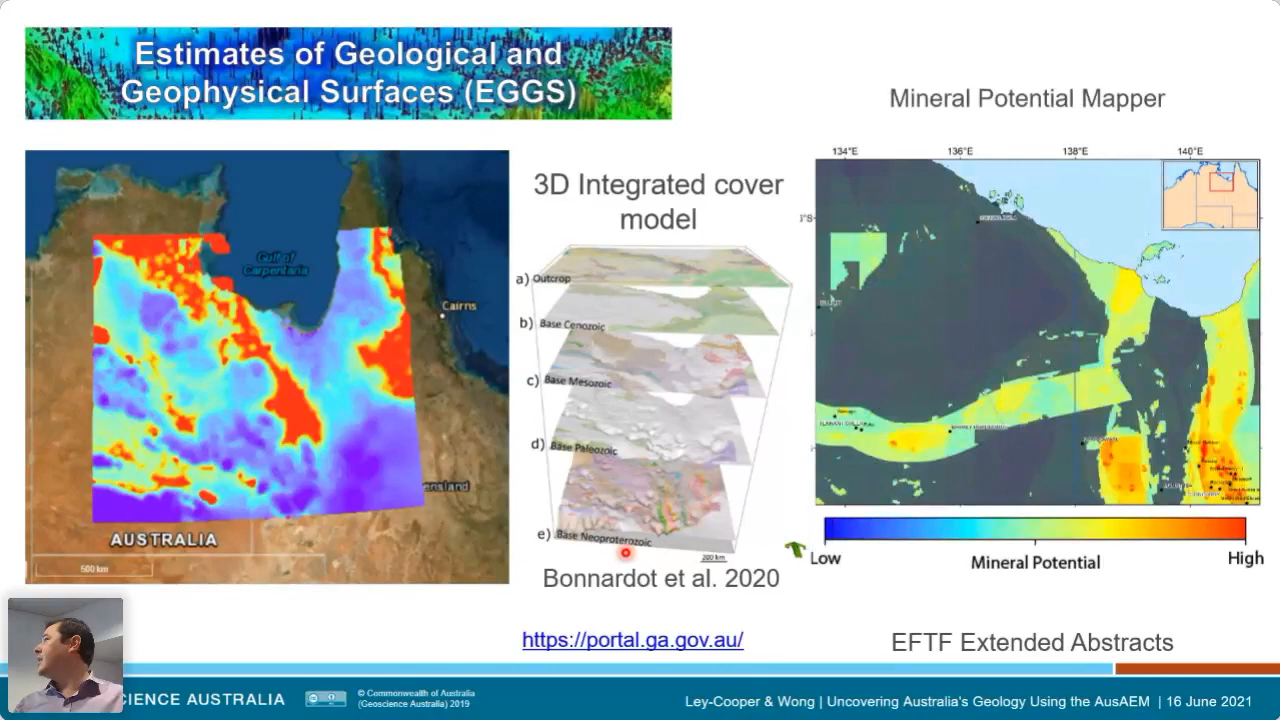 Estimates of Geological and
Geophysical Surfaces (EGGS)
Gulf of
Carpentaria
Cairns
ensland
AUSTRALIA
500 km
3D Integrated cover
model
a) Outcrop
b) Base Cenozoic
c) Base Mesozoic
d) Base Paleozoic
e) Base Neoproterozoic
200 km
Bonnardot et al. 2020
Mineral Potential Mapper
134°E 136°E 138°E 140°E
Low
Mineral Potential
High
https://portal.ga.gov.au/
EFTF Extended Abstracts
CIENCE AUSTRALIA
© Commonwealth of Australia
(Geoscience Australia) 2019
Ley-Cooper & Wong | Uncovering Australia's Geology Using the AusAEM | 16 June 2021